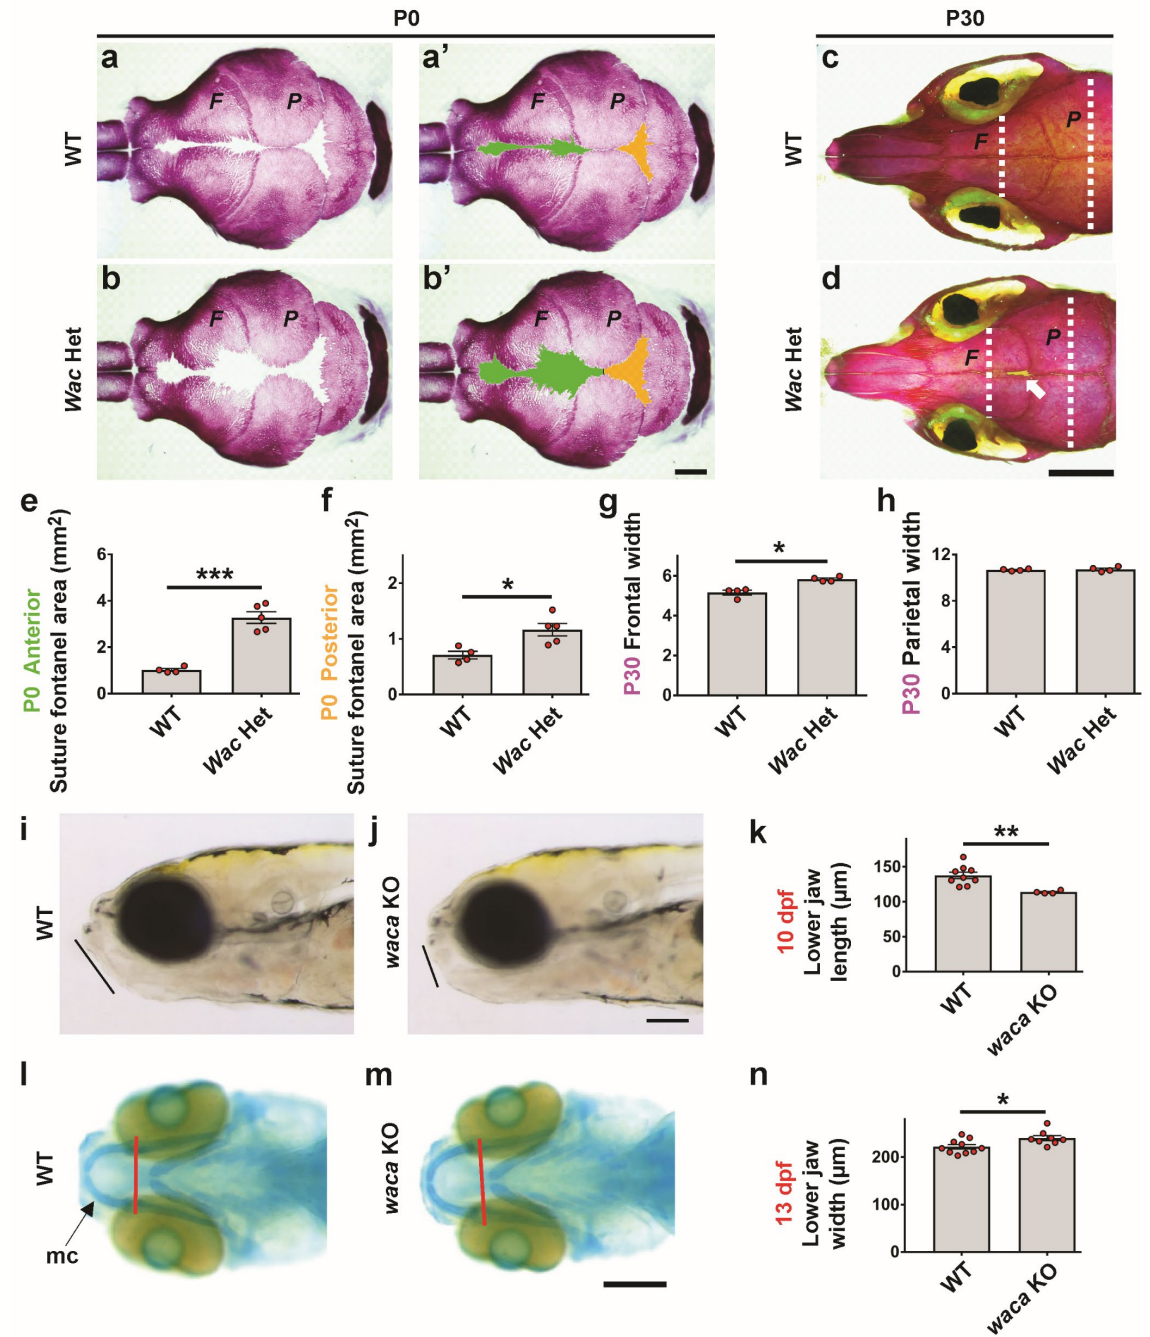 P0
P30
a
a’
c
WT
F
P
F
P
WT
F
P
b
b’
d
Wac Het
F
P
F
P
Wac Het
F
P
e
f
g
h
P0 Anterior
Suture fontanel area (mm2)
6
4
2
0
***
WT
Wac Het
P0 Posterior
Suture fontanel area (mm2)
2
1
0
*
WT
Wac Het
P30 Frontal width
6
4
2
0
*
WT
Wac Het
P30 Parietal width
12
8
4
0
WT
Wac Het
i
WT
j
waca KO
k
10 dpf
Lower jaw
length (µm)
150
100
50
0
**
WT
waca KO
l
WT
mc
m
waca KO
n
13 dpf
Lower jaw
width (µm)
200
100
0
*
WT
waca KO